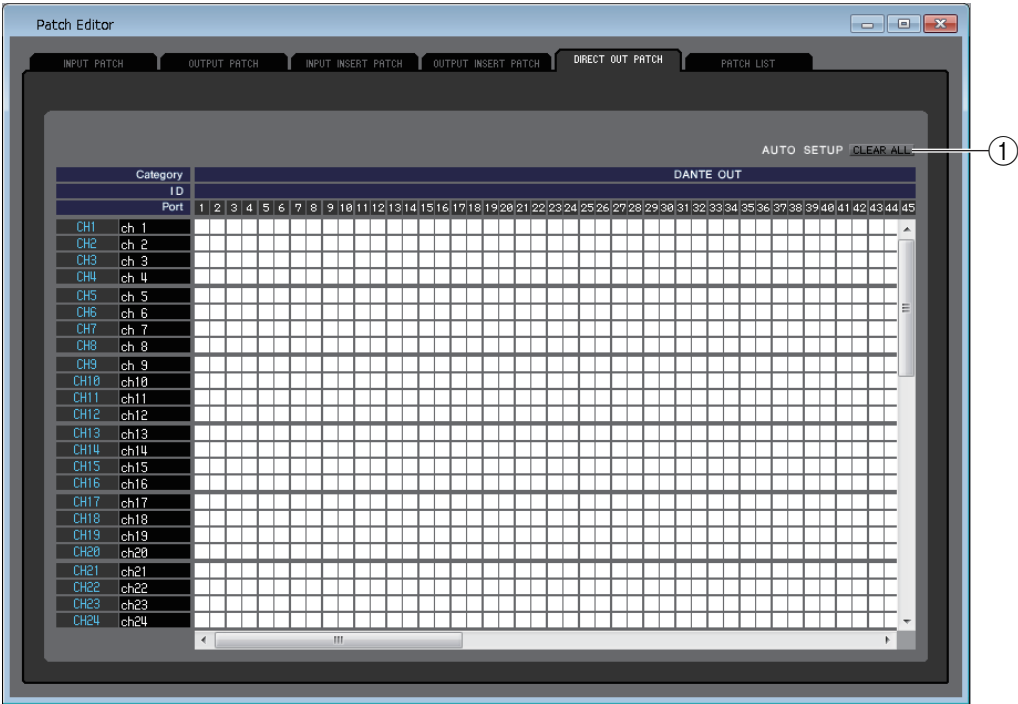 Patch Editor
INPUT PATCH OUTPUT PATCH INPUT INSERT PATCH OUTPUT INSERT PATCH DIRECT OUT PATCH PATCH LIST
AUTO SETUP CLEAR ALL ①
Category DANTE OUT
ID
Port 1 2 3 4 5 6 7 8 9 10 11 12 13 14 15 16 17 18 19 20 21 22 23 24 25 26 27 28 29 30 31 32 33 34 35 36 37 38 39 40 41 42 43 44 45
CH1 ch 1
CH2 ch 2
CH3 ch 3
CH4 ch 4
CH5 ch 5
CH6 ch 6
CH7 ch 7
CH8 ch 8
CH9 ch 9
CH10 ch10
CH11 ch11
CH12 ch12
CH13 ch13
CH14 ch14
CH15 ch15
CH16 ch16
CH17 ch17
CH18 ch18
CH19 ch19
CH20 ch20
CH21 ch21
CH22 ch22
CH23 ch23
CH24 ch24